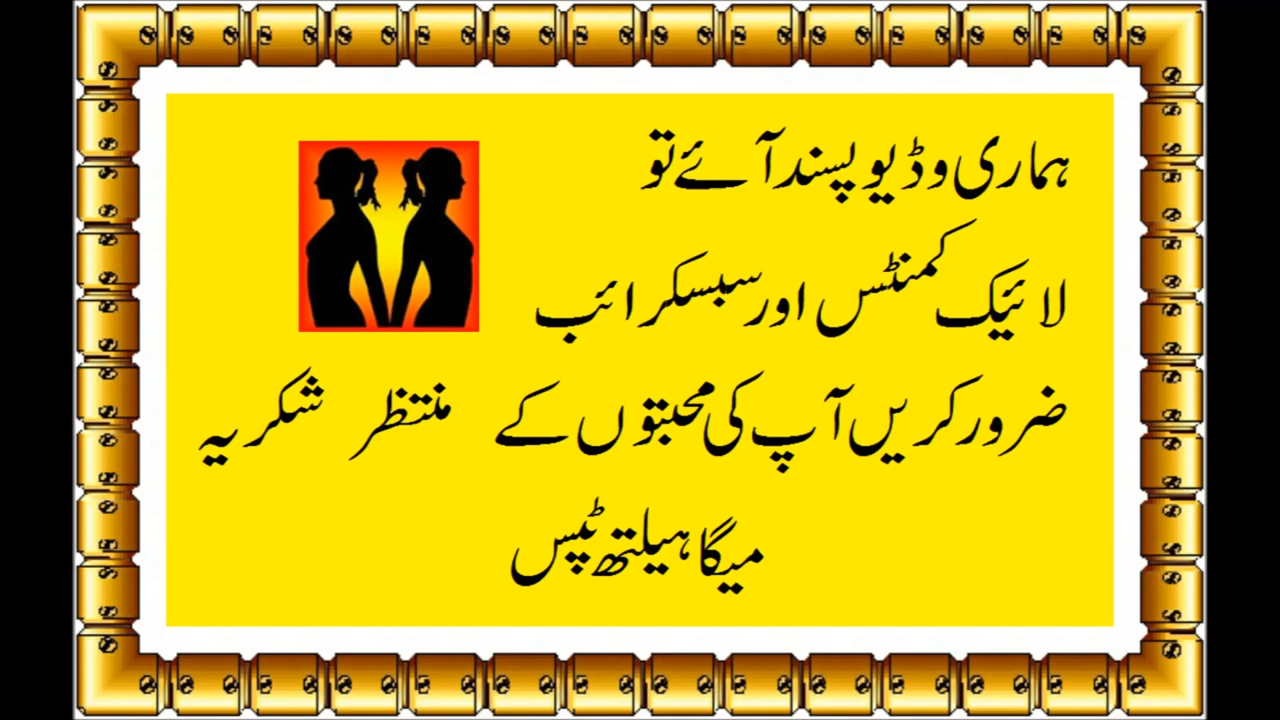 ہماری وڈیو پسند آئے تو
لائیک کمنٹس اور سبسکرائب
ضرور کریں آپ کی محبتوں کے منتظر شکریہ
میگا ہیلتھ ٹپس